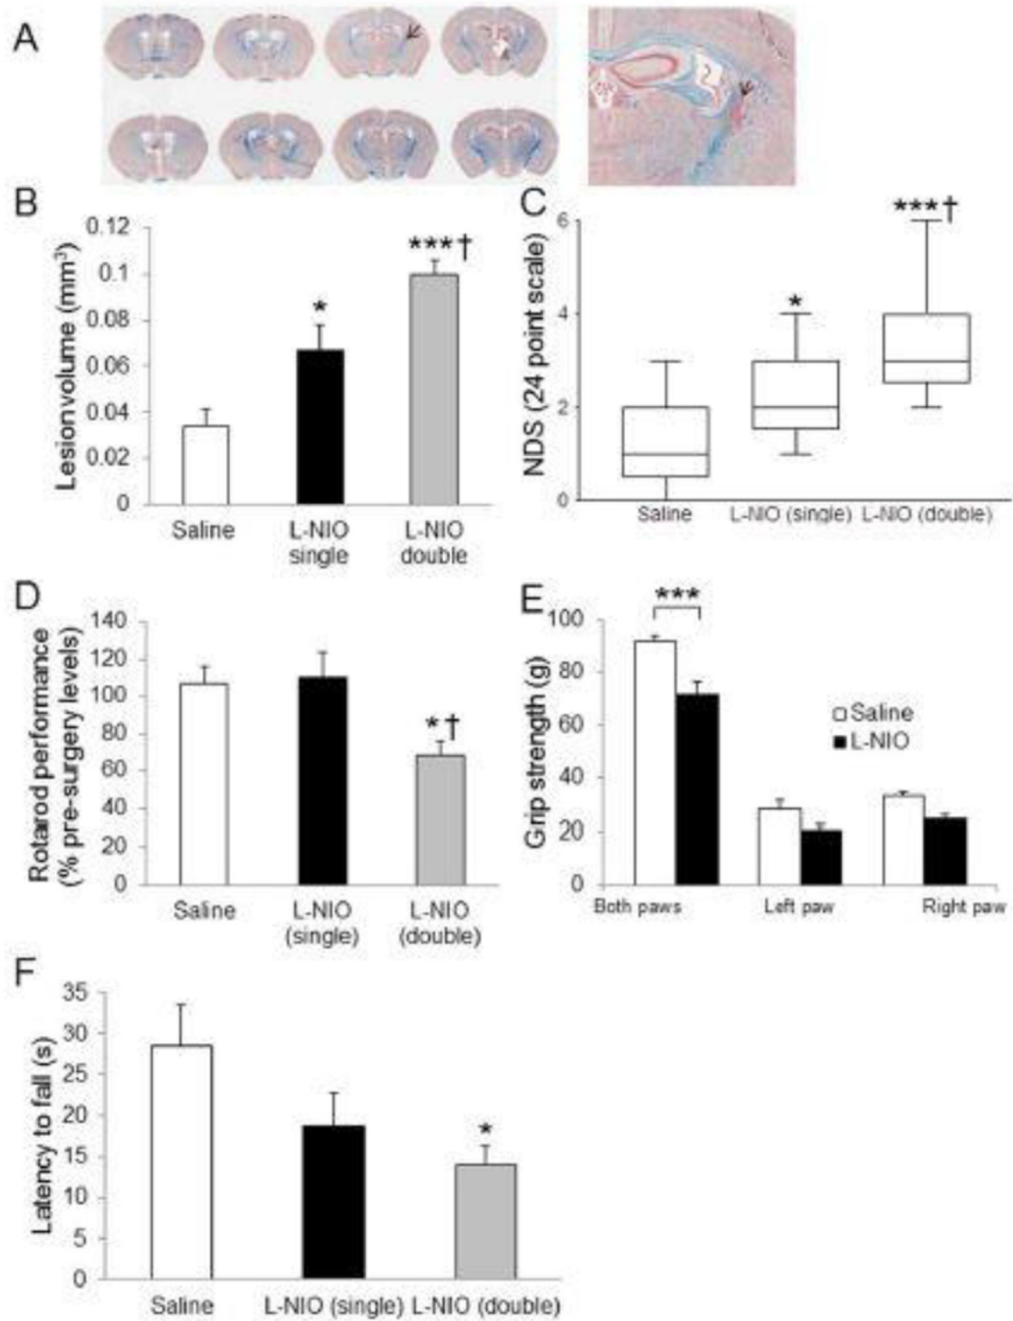 A
B
Lesion volume (mm³)
0.12
0.1
0.08
0.06
0.04
0.02
0
*
***†
Saline
L-NIO
single
L-NIO
double
C
NDS (24 point scale)
6
4
2
0
*
***†
Saline
L-NIO (single)
L-NIO (double)
D
Rotarod performance
(% pre-surgery levels)
140
120
100
80
60
40
20
0
*†
Saline
L-NIO
(single)
L-NIO
(double)
E
Grip strength (g)
100
80
60
40
20
0
***
Saline
L-NIO
Both paws
Left paw
Right paw
F
Latency to fall (s)
35
30
25
20
15
10
5
0
*
Saline
L-NIO (single)
L-NIO (double)